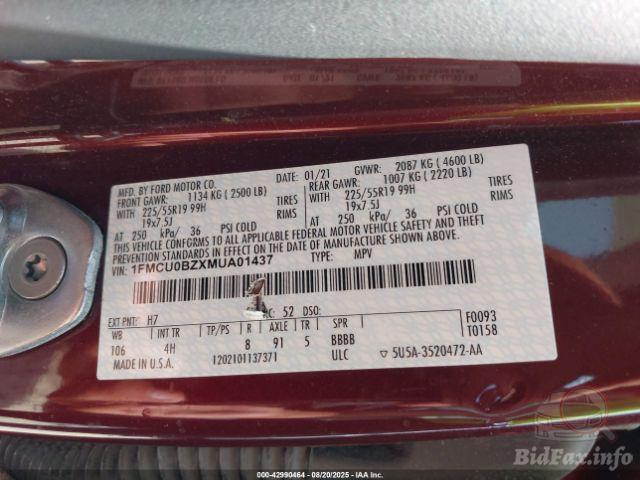 MFD. BY FORD MOTOR CO.
DATE: 01/21 GVWR: 2087 KG ( 4600 LB)
FRONT GAWR: 1134 KG ( 2500 LB) REAR GAWR: 1007 KG ( 2220 LB)
WITH 225/55R19 99H TIRES WITH 225/55R19 99H TIRES
19x7.5J RIMS 19x7.5J RIMS
AT 250 kPa/ 36 PSI COLD AT 250 kPa/ 36 PSI COLD
THIS VEHICLE CONFORMS TO ALL APPLICABLE FEDERAL MOTOR VEHICLE SAFETY AND THEFT
PREVENTION STANDARDS IN EFFECT ON THE DATE OF MANUFACTURE SHOWN ABOVE.
VIN: 1FMCU0BZXMUA01437 TYPE: MPV
EXT PNT: H7 RC: 52 DSO: F0093
WB INT TR TP/PS R AXLE TR SPR T0158
106 4H 8 91 5 BBBB
MADE IN U.S.A. 1202101137371 ULC ▽ 5U5A-3520472-AA
BidFax.info
000-42990464 - 08/20/2025 - IAA Inc.